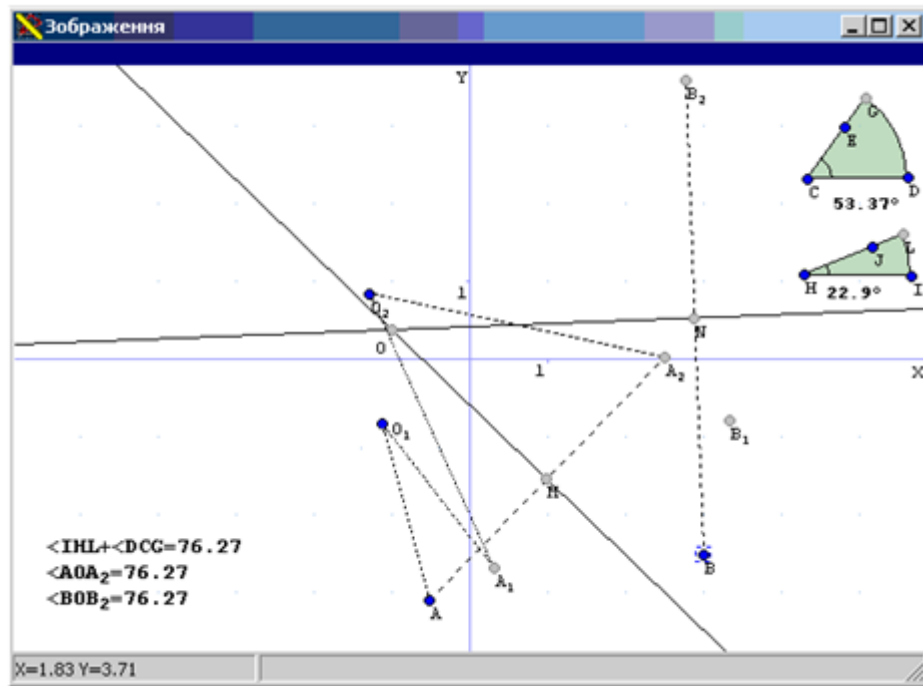 Зображення
Y
B₂
G
E
C
D
53.37°
L
J
H
I
22.9°
1
O₂
O
N
1
A₂
X
O₁
B₁
M
<IHL+<DCG=76.27
<AOA₂=76.27
<BOB₂=76.27
A₁
B
A
X=1.83 Y=3.71